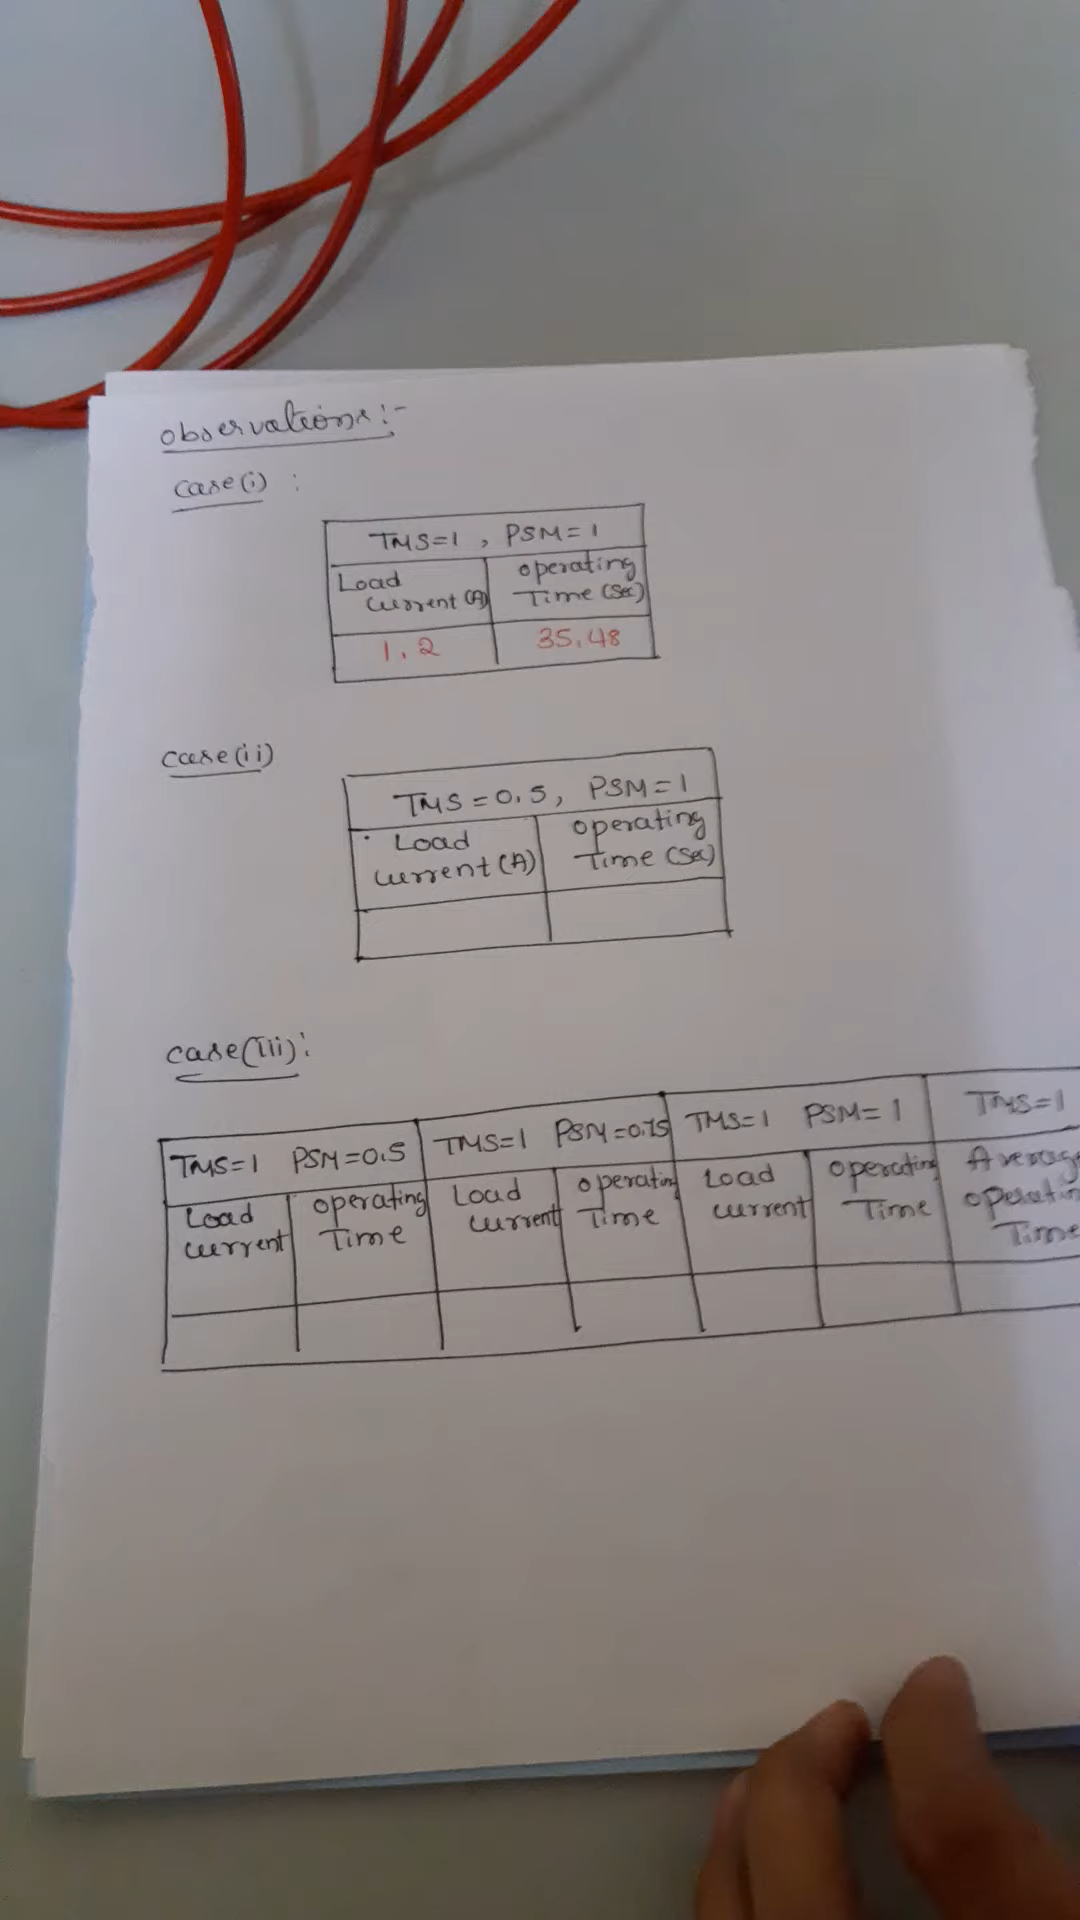 observations:-
case(i) :
TMS=1, PSM=1
Load current (A)
operating Time (Sec)
1.2
35.48
case(ii)
TMS=0.5, PSM=1
Load current (A)
operating Time (Sec)
case(iii):
TMS=1 PSM=0.5
TMS=1 PSM=0.75
TMS=1 PSM=1
TMS=1
Load current
operating Time
Load current
operating Time
Load current
operating Time
Average operating Time